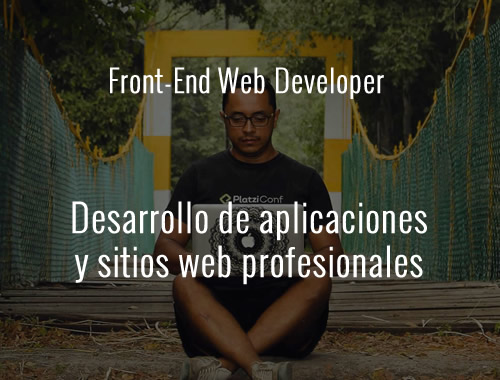 Front-End Web Developer
PlatziConf
Desarrollo de aplicaciones
y sitios web profesionales